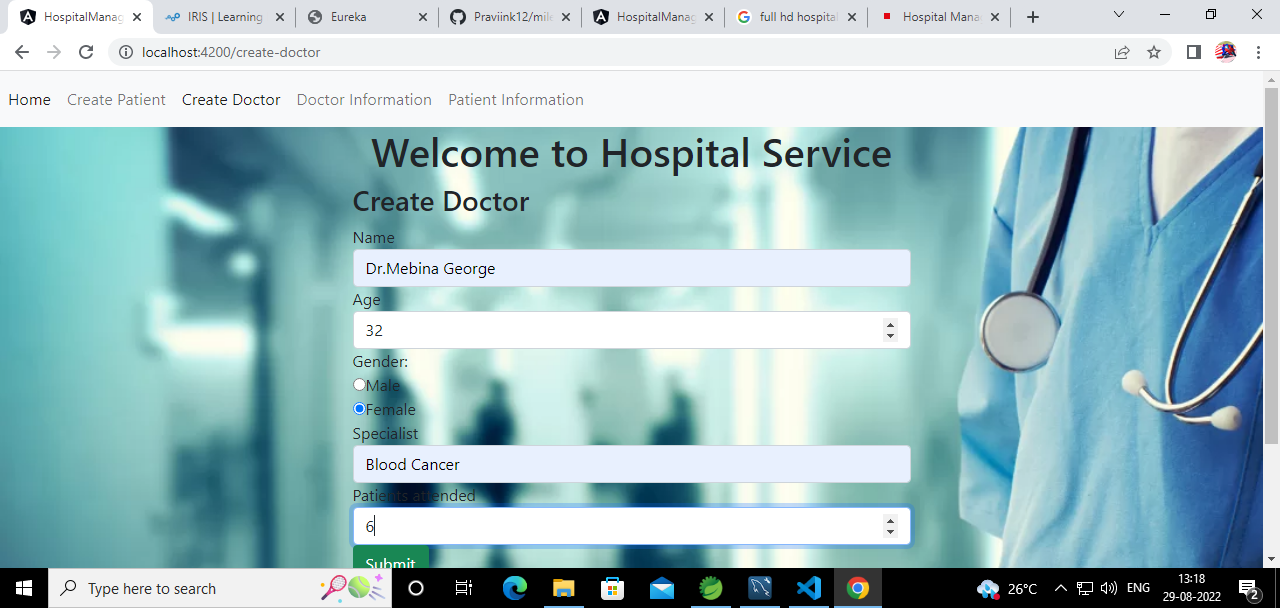 HospitalManag
IRIS | Learning
Eureka
Praviink12/mile
HospitalManag
full hd hospital
Hospital Mana
localhost:4200/create-doctor
Home Create Patient Create Doctor Doctor Information Patient Information
Welcome to Hospital Service
Create Doctor
Name
Dr.Mebina George
Age
32
Gender:
Male
Female
Specialist
Blood Cancer
Patients attended
6
Submit
Type here to search
26°C
ENG
13:18
29-08-2022
2